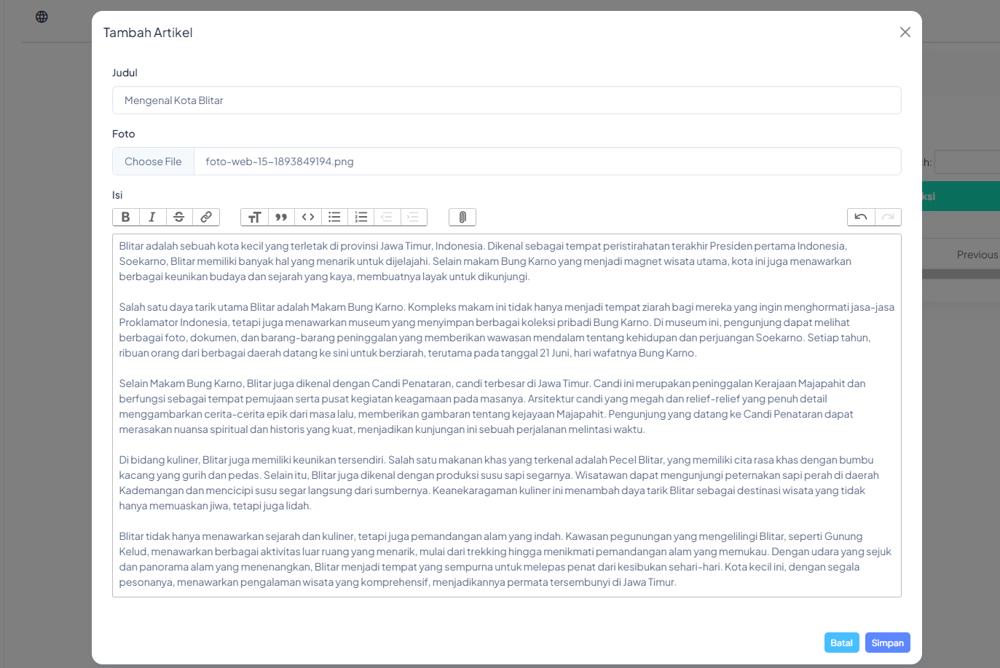 Tambah Artikel
Judul
Mengenal Kota Blitar
Foto
Choose File foto-web-15-1893849194.png
Isi
B I S
Blitar adalah sebuah kota kecil yang terletak di provinsi Jawa Timur, Indonesia. Dikenal sebagai tempat peristirahatan terakhir Presiden pertama Indonesia,
Soekarno, Blitar memiliki banyak hal yang menarik untuk dijelajahi. Selain makam Bung Karno yang menjadi magnet wisata utama, kota ini juga menawarkan
berbagai keunikan budaya dan sejarah yang kaya, membuatnya layak untuk dikunjungi.
Salah satu daya tarik utama Blitar adalah Makam Bung Karno. Kompleks makam ini tidak hanya menjadi tempat ziarah bagi mereka yang ingin menghormati jasa-jasa
Proklamator Indonesia, tetapi juga menawarkan museum yang menyimpan berbagai koleksi pribadi Bung Karno. Di museum ini, pengunjung dapat melihat
berbagai foto, dokumen, dan barang-barang peninggalan yang memberikan wawasan mendalam tentang kehidupan dan perjuangan Soekarno. Setiap tahun,
ribuan orang dari berbagai daerah datang ke sini untuk berziarah, terutama pada tanggal 21 Juni, hari wafatnya Bung Karno.
Selain Makam Bung Karno, Blitar juga dikenal dengan Candi Penataran, candi terbesar di Jawa Timur. Candi ini merupakan peninggalan Kerajaan Majapahit dan
berfungsi sebagai tempat pemujaan serta pusat kegiatan keagamaan pada masanya. Arsitektur candi yang megah dan relief-relief yang penuh detail
menggambarkan cerita-cerita epik dari masa lalu, memberikan gambaran tentang kejayaan Majapahit. Pengunjung yang datang ke Candi Penataran dapat
merasakan nuansa spiritual dan historis yang kuat, menjadikan kunjungan ini sebuah perjalanan melintasi waktu.
Di bidang kuliner, Blitar juga memiliki keunikan tersendiri. Salah satu makanan khas yang terkenal adalah Pecel Blitar, yang memiliki cita rasa khas dengan bumbu
kacang yang gurih dan pedas. Selain itu, Blitar juga dikenal dengan produksi susu sapi segarnya. Wisatawan dapat mengunjungi peternakan sapi perah di daerah
Kademangan dan mencicipi susu segar langsung dari sumbernya. Keanekaragaman kuliner ini menambah daya tarik Blitar sebagai destinasi wisata yang tidak
hanya memuaskan jiwa, tetapi juga lidah.
Blitar tidak hanya menawarkan sejarah dan kuliner, tetapi juga pemandangan alam yang indah. Kawasan pegunungan yang mengelilingi Blitar, seperti Gunung
Kelud, menawarkan berbagai aktivitas luar ruang yang menarik, mulai dari trekking hingga menikmati pemandangan alam yang memukau. Dengan udara yang sejuk
dan panorama alam yang menenangkan, Blitar menjadi tempat yang sempurna untuk melepas penat dari kesibukan sehari-hari. Kota kecil ini, dengan segala
pesonanya, menawarkan pengalaman wisata yang komprehensif, menjadikannya permata tersembunyi di Jawa Timur.
Batal Simpan
ch:
ksi
Previous